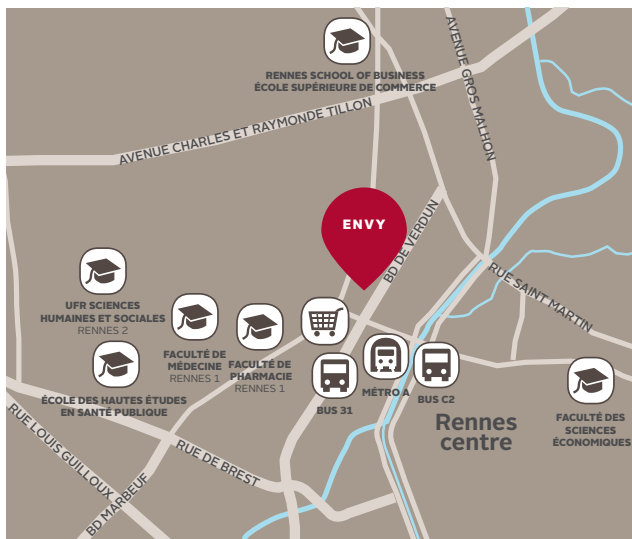 RENNES SCHOOL OF BUSINESS
ÉCOLE SUPÉRIEURE DE COMMERCE
AVENUE GROS MALHON
AVENUE CHARLES ET RAYMONDE TILLON
ENVY
BD DE VERDUN
RUE SAINT MARTIN
UFR SCIENCES
HUMAINES ET SOCIALES
RENNES 2
FACULTÉ DE
MÉDECINE
RENNES 1
FACULTÉ DE
PHARMACIE
RENNES 1
ÉCOLE DES HAUTES ÉTUDES
EN SANTÉ PUBLIQUE
BUS 31
MÉTRO A
BUS C2
Rennes
centre
FACULTÉ DES
SCIENCES
ÉCONOMIQUES
RUE LOUIS GUILLOUX
BD MARBEUF
RUE DE BREST